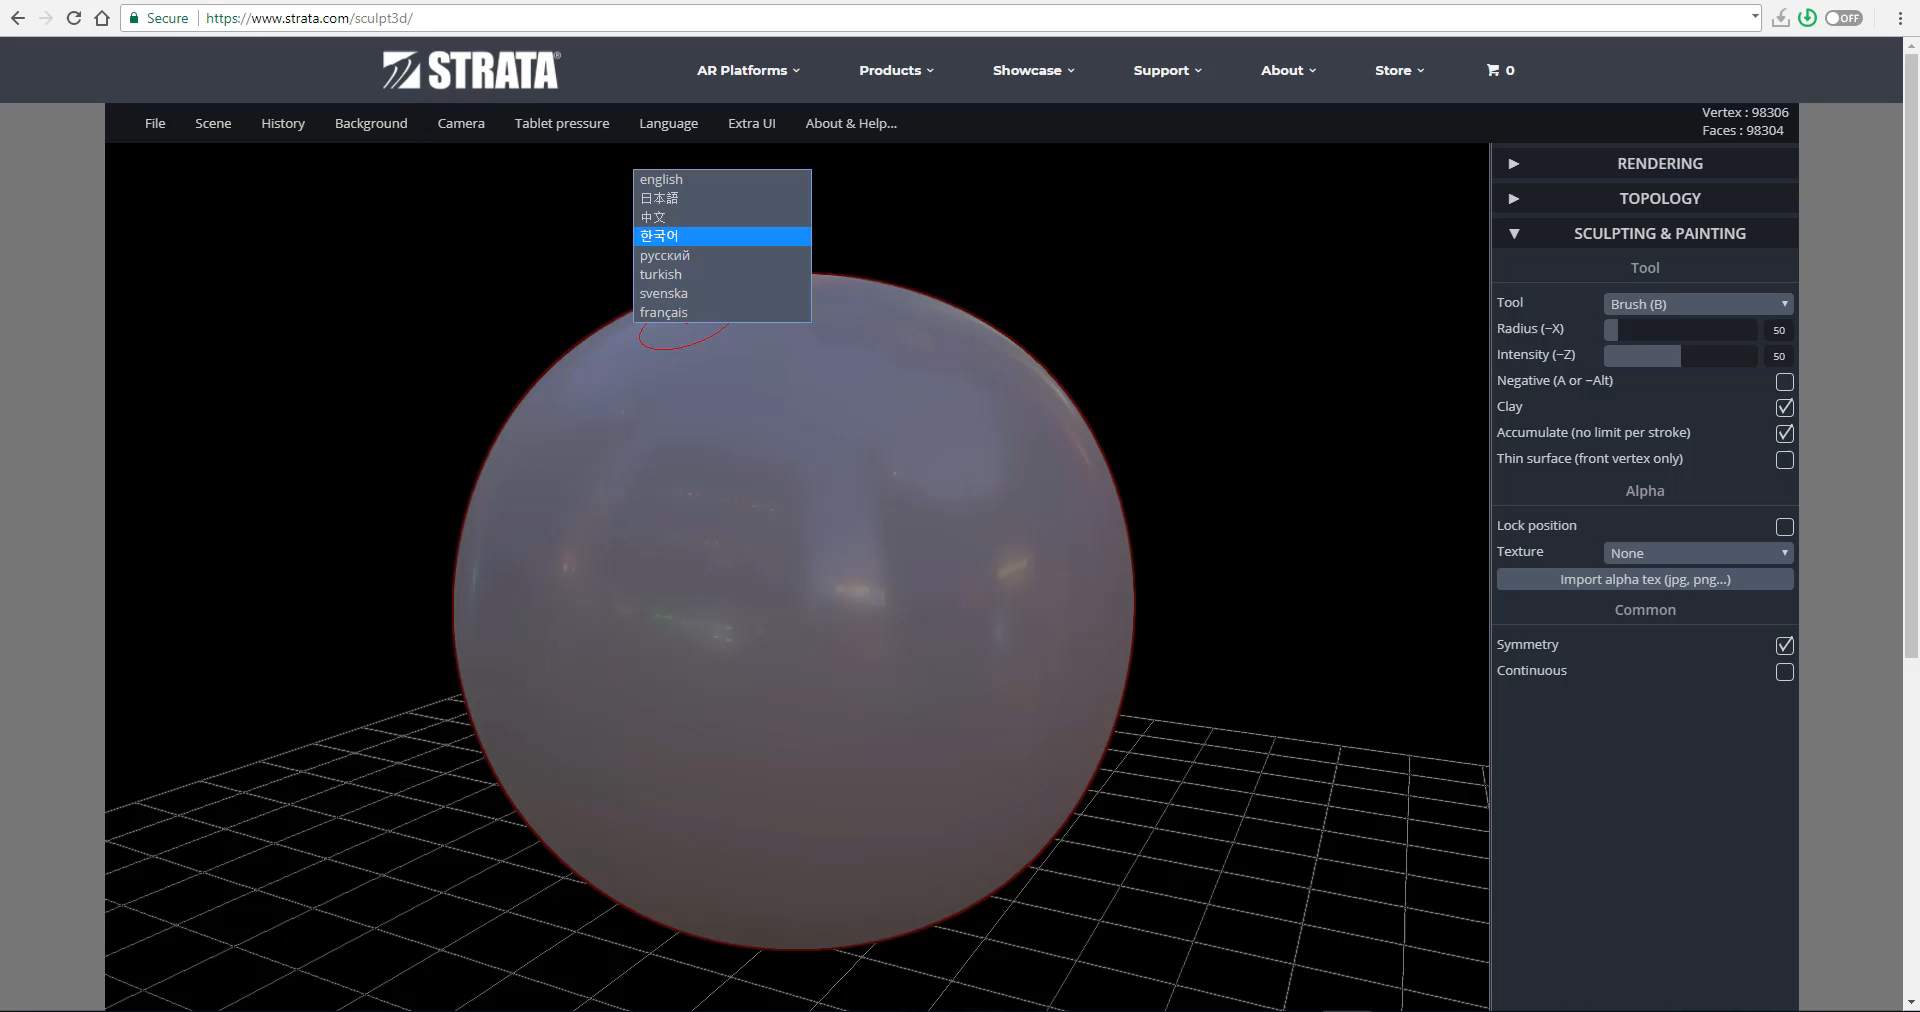 Secure https://www.strata.com/sculpt3d/ OFF
STRATA®
AR Platforms Products Showcase Support About Store 0
File Scene History Background Camera Tablet pressure Language Extra UI About & Help...
Vertex : 98306
Faces : 98304
english
日本語
中文
한국어
русский
turkish
svenska
français
RENDERING
TOPOLOGY
SCULPTING & PAINTING
Tool
Tool Brush (B)
Radius (−X) 50
Intensity (−Z) 50
Negative (A or −Alt)
Clay
Accumulate (no limit per stroke)
Thin surface (front vertex only)
Alpha
Lock position
Texture None
Import alpha tex (jpg, png...)
Common
Symmetry
Continuous